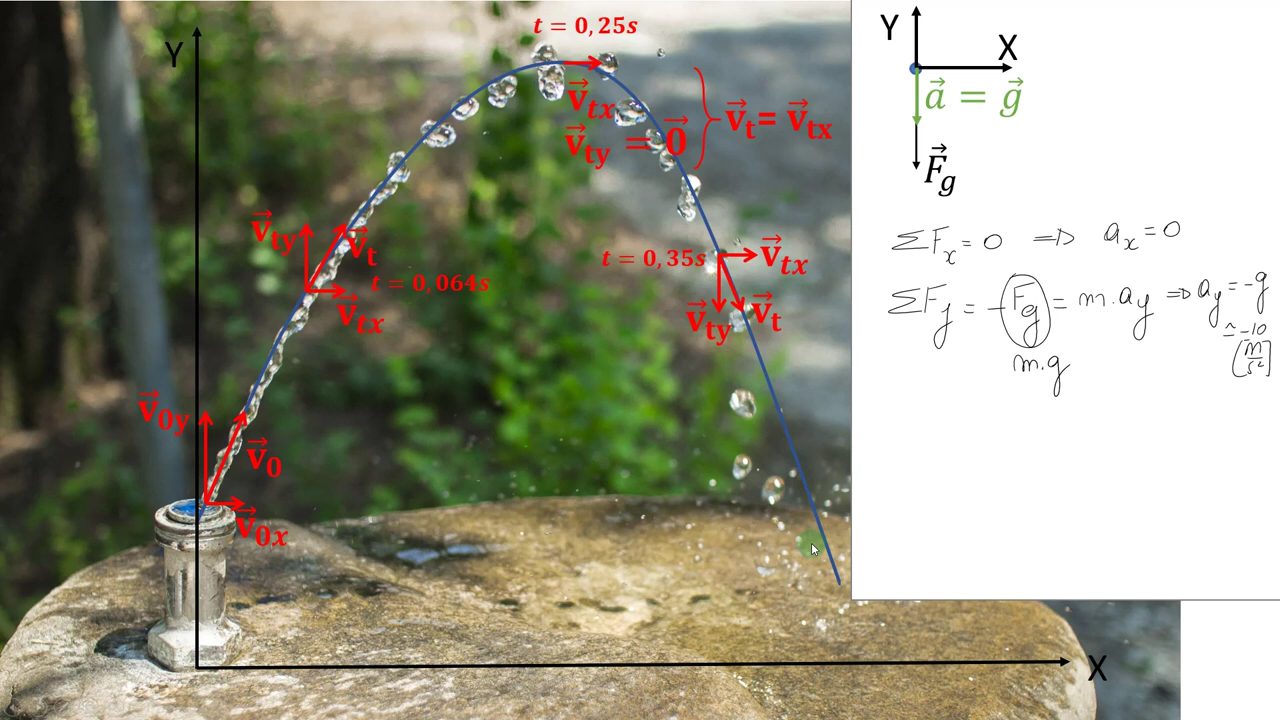 Y
t = 0,25s
v⃗tx
v⃗ty = 0⃗
v⃗t = v⃗tx
v⃗ty
v⃗t
t = 0,064s
v⃗tx
t = 0,35s
v⃗tx
v⃗ty
v⃗t
v⃗0y
v⃗0
v⃗0x
X
Y
X
a⃗ = g⃗
F⃗g
ΣFx = 0 => ax = 0
ΣFy = -Fg = m.ay => ay = -g
m.g
≃ -10
[m/s²]